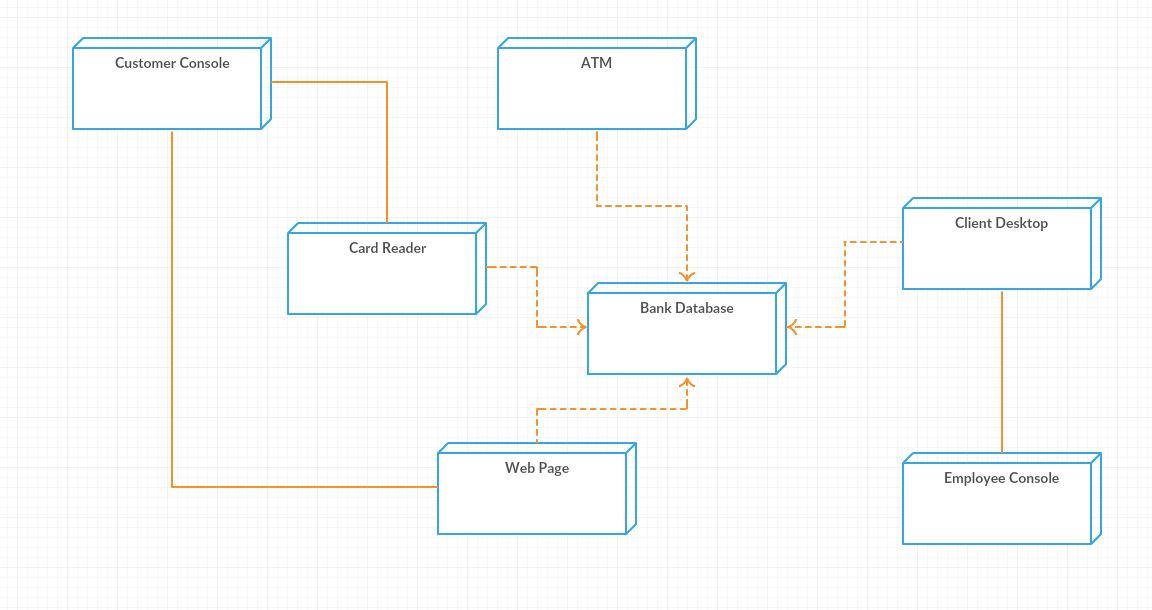 Customer Console
ATM
Client Desktop
Card Reader
Bank Database
Web Page
Employee Console